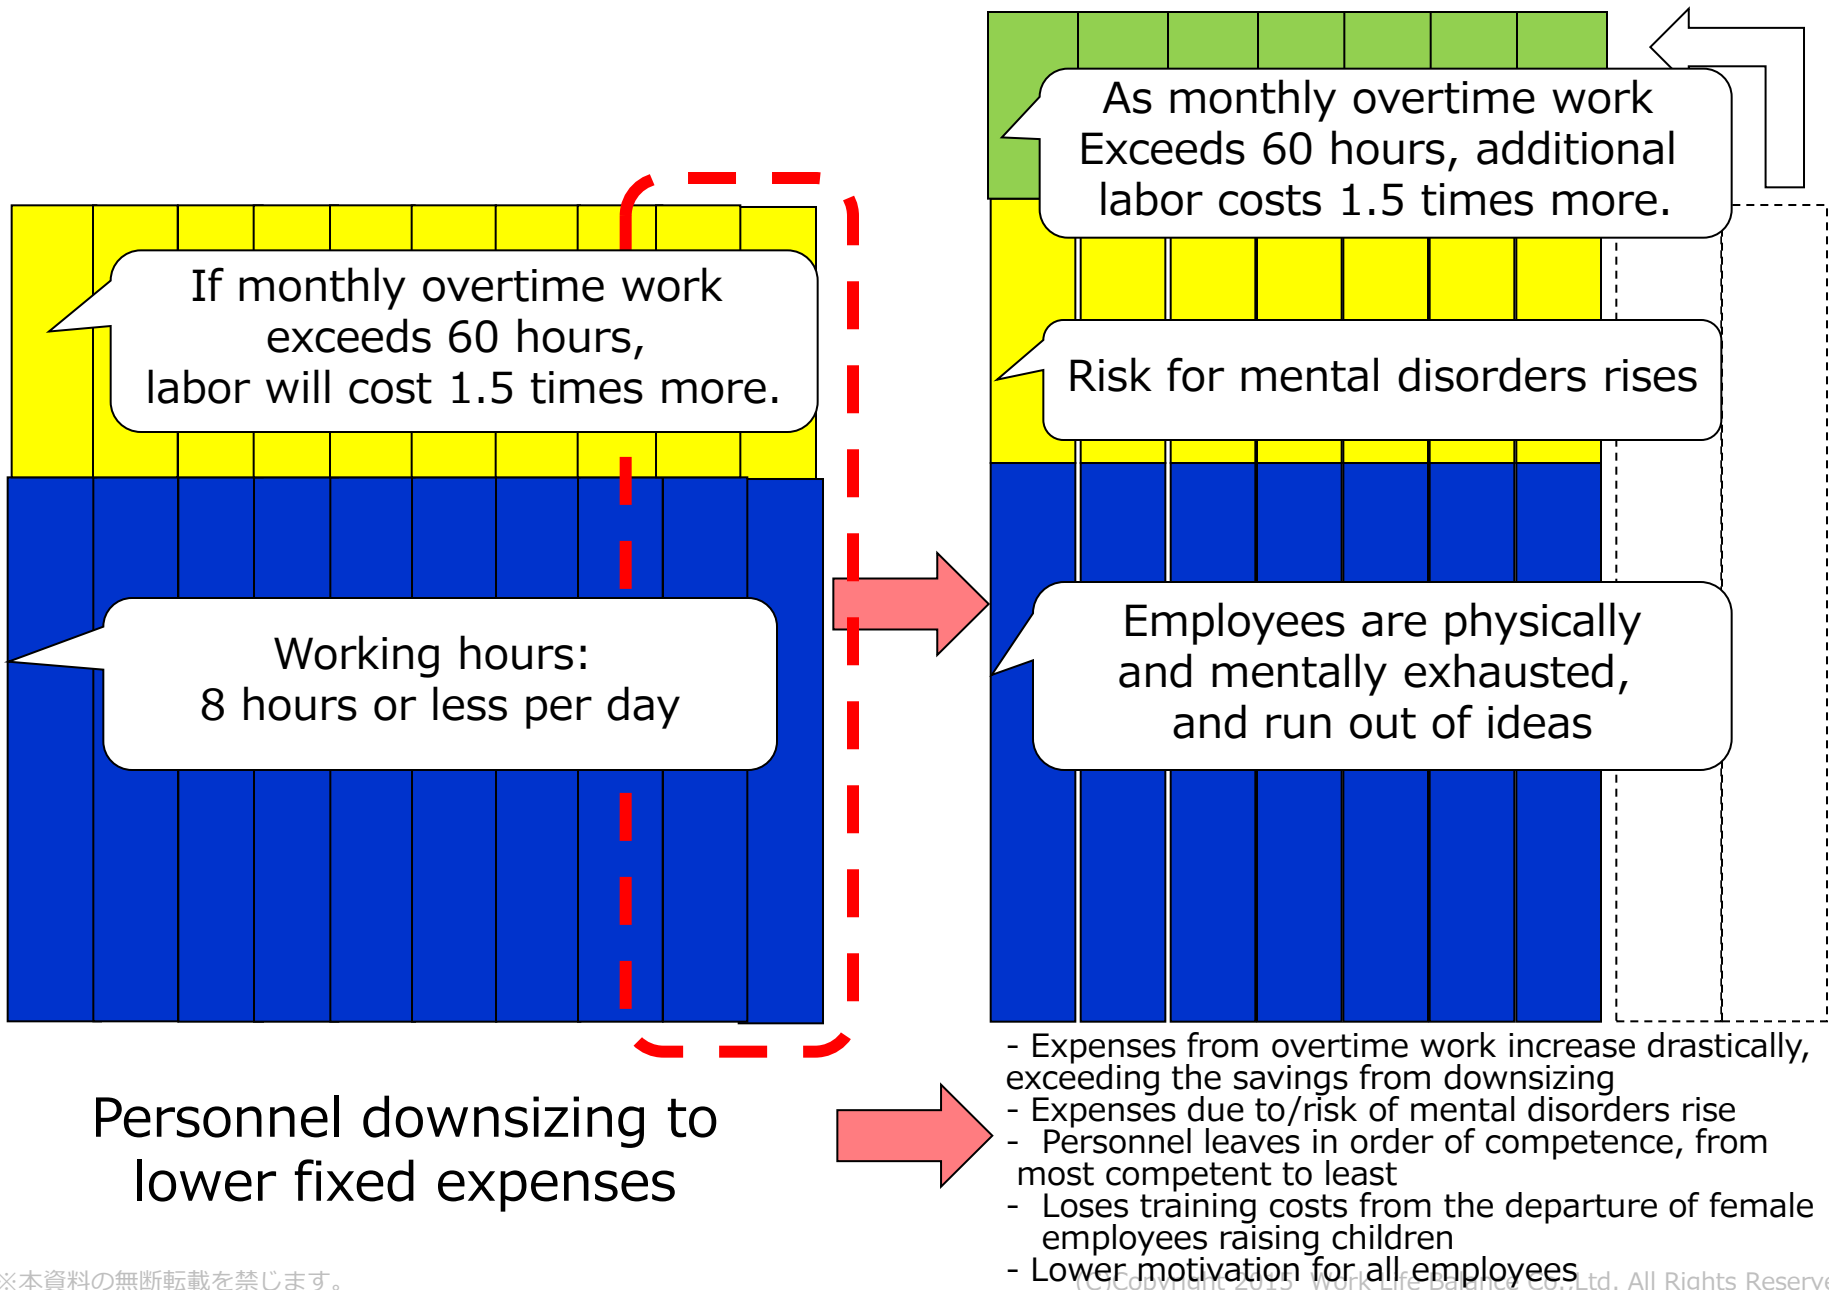 If monthly overtime work
exceeds 60 hours,
labor will cost 1.5 times more.
Working hours:
8 hours or less per day
Personnel downsizing to
lower fixed expenses
As monthly overtime work
Exceeds 60 hours, additional
labor costs 1.5 times more.
Risk for mental disorders rises
Employees are physically
and mentally exhausted,
and run out of ideas
- Expenses from overtime work increase drastically,
exceeding the savings from downsizing
- Expenses due to/risk of mental disorders rise
- Personnel leaves in order of competence, from
most competent to least
- Loses training costs from the departure of female
employees raising children
- Lower motivation for all employees
※本資料の無断転載を禁じます。
(C)Copyright 2015 Work Life Balance Co.,Ltd. All Rights Reserve